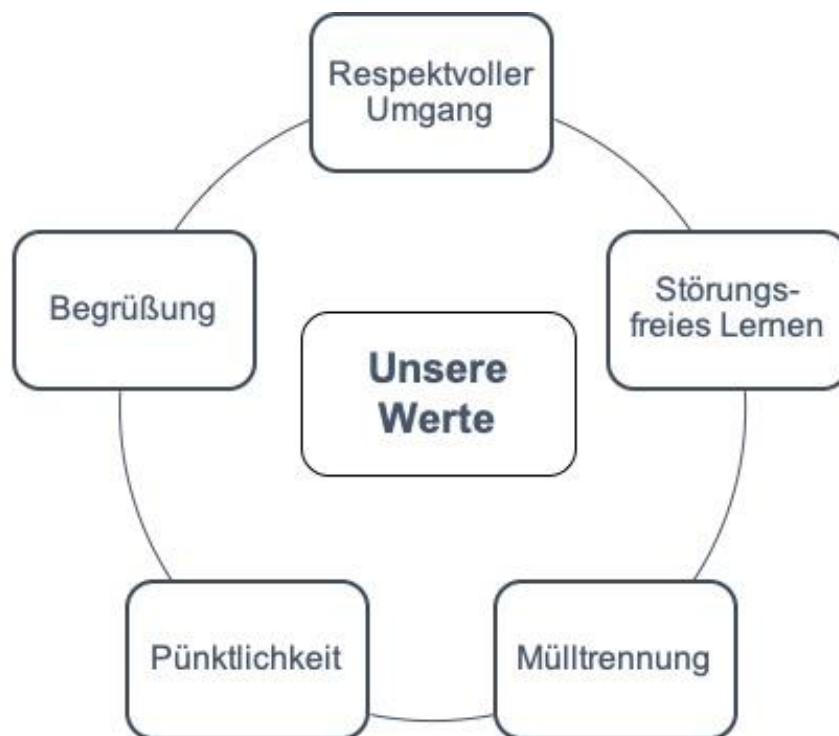 Respektvoller
Umgang
Begrüßung
Störungs-
freies Lernen
Unsere
Werte
Pünktlichkeit
Mülltrennung